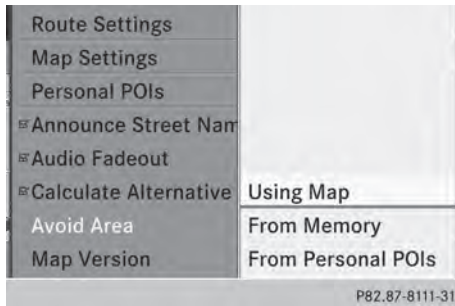 Route Settings
Map Settings
Personal POIs
Announce Street Nam
Audio Fadeout
Calculate Alternative
Avoid Area
Map Version
Using Map
From Memory
From Personal POIs
P82.87-8111-31